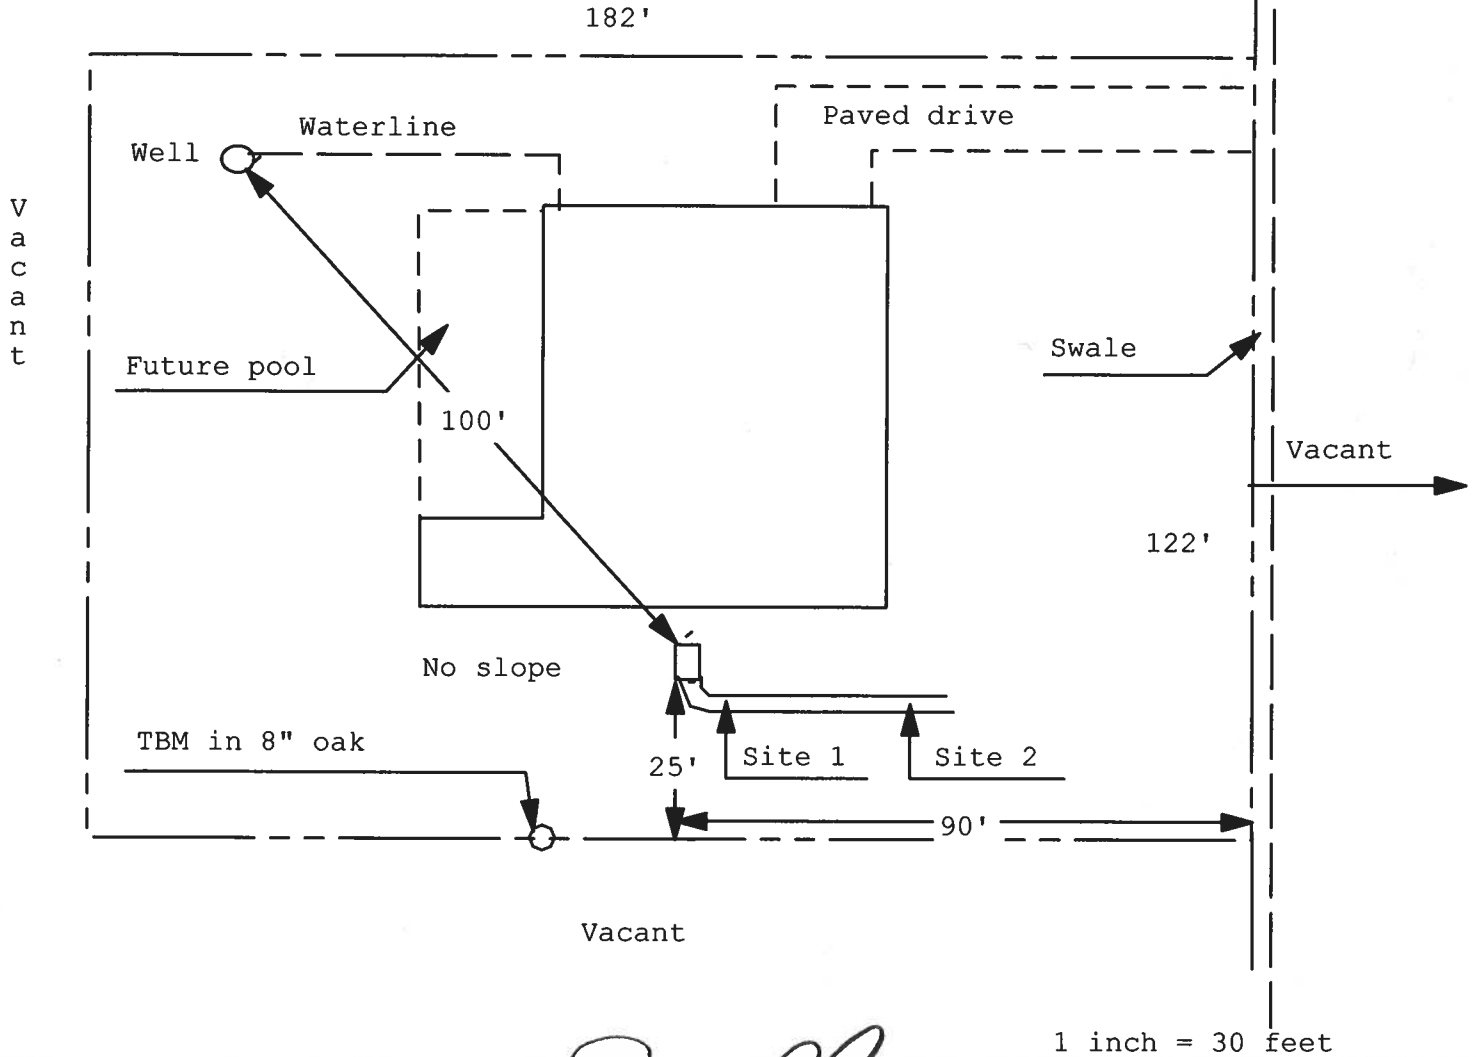 182'
Paved drive
Waterline
Well
Vacant
Future pool
Swale
100'
Vacant
122'
No slope
TBM in 8" oak
Site 1
Site 2
25'
90'
Vacant
1 inch = 30 feet